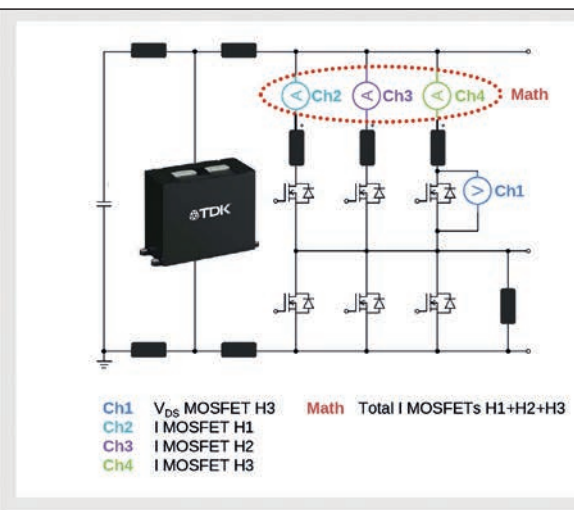 A Ch2 A Ch3 A Ch4 Math
V Ch1
TDK
Ch1 V_DS MOSFET H3 Math Total I MOSFETs H1+H2+H3
Ch2 I MOSFET H1
Ch3 I MOSFET H2
Ch4 I MOSFET H3